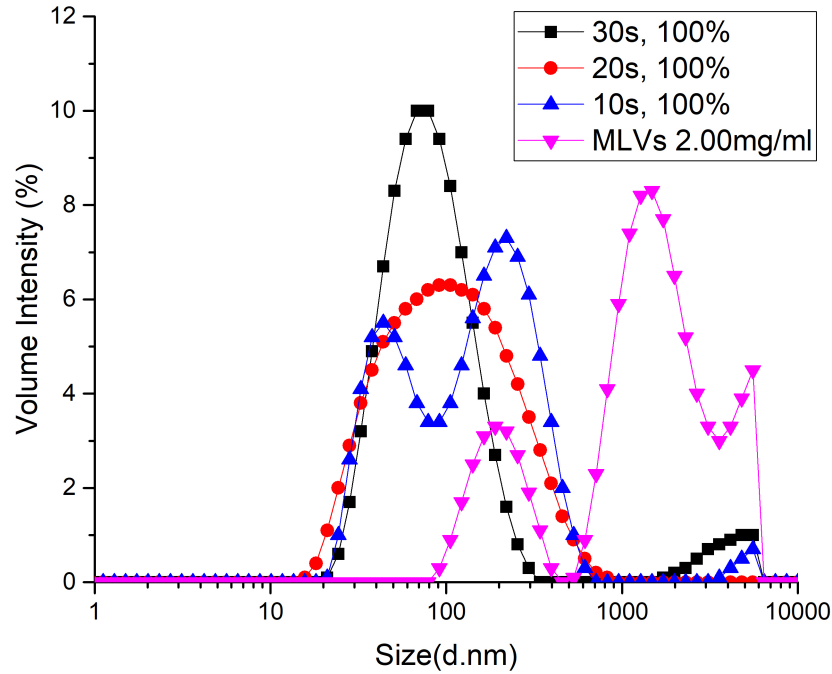 12
10
8
6
4
2
0
Volume Intensity (%)
30s, 100%
20s, 100%
10s, 100%
MLVs 2.00mg/ml
1 10 100 1000 10000
Size(d.nm)